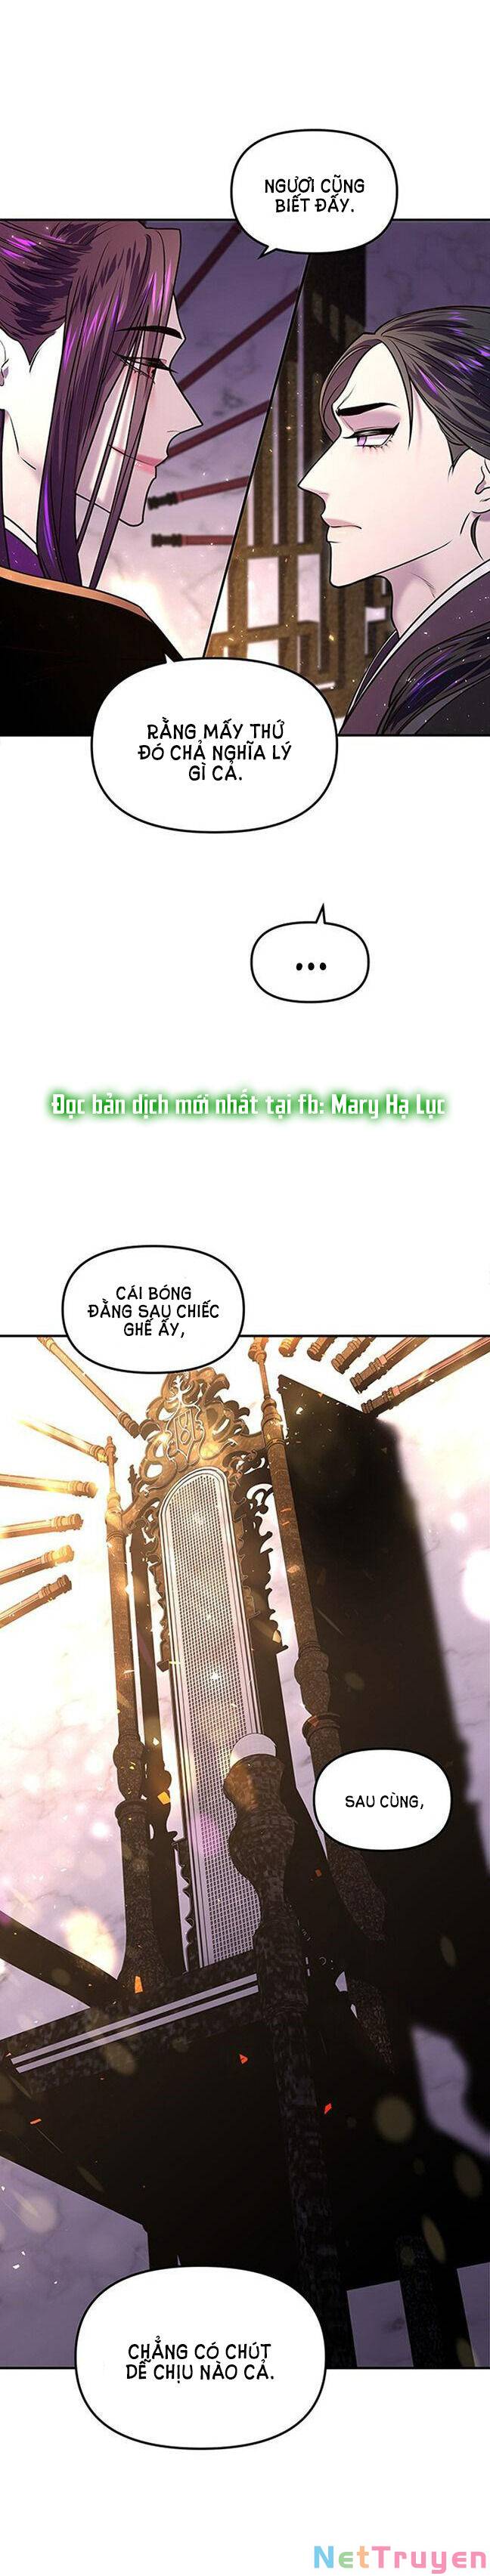 NGƯƠI CŨNG
BIẾT ĐẤY.
RẰNG MẤY THỨ
ĐÓ CHẢ NGHĨA LÝ
GÌ CẢ.
...
Đọc bản dịch mới nhất tại fb: Mary Hạ Lục
CÁI BÓNG
ĐẰNG SAU CHIẾC
GHẾ ẤY,
SAU CÙNG,
CHẲNG CÓ CHÚT
DỄ CHỊU NÀO CẢ.
NetTruyen